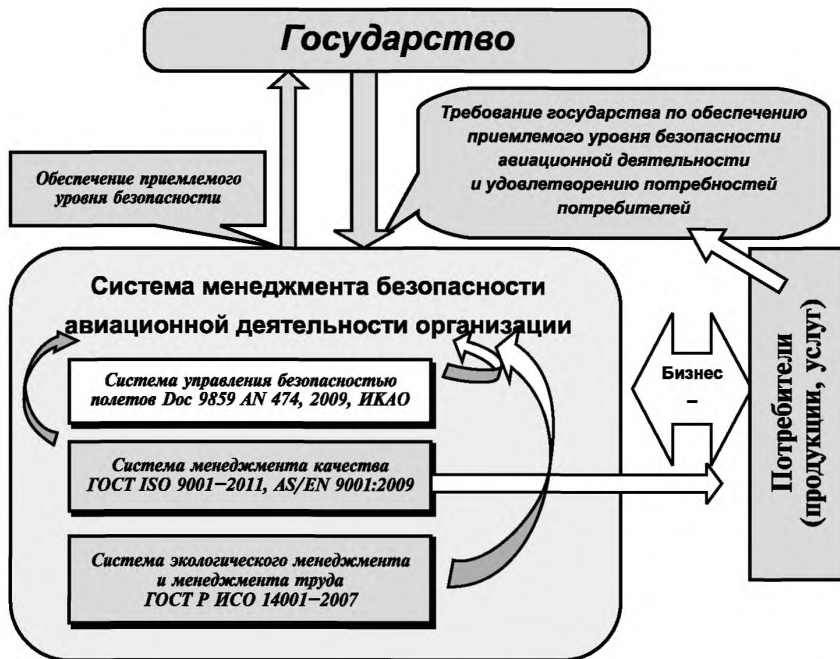 Государство
Требование государства по обеспечению
приемлемого уровня безопасности
авиационной деятельности
и удовлетворению потребностей
потребителей
Обеспечение приемлемого
уровня безопасности
Система менеджмента безопасности
авиационной деятельности организации
Система управления безопасностью
полетов Doc 9859 AN 474, 2009, ИКАО
Система менеджмента качества
ГОСТ ISO 9001–2011, AS/EN 9001:2009
Система экологического менеджмента
и менеджмента труда
ГОСТ Р ИСО 14001–2007
Бизнес
–
Потребители
(продукции, услуг)